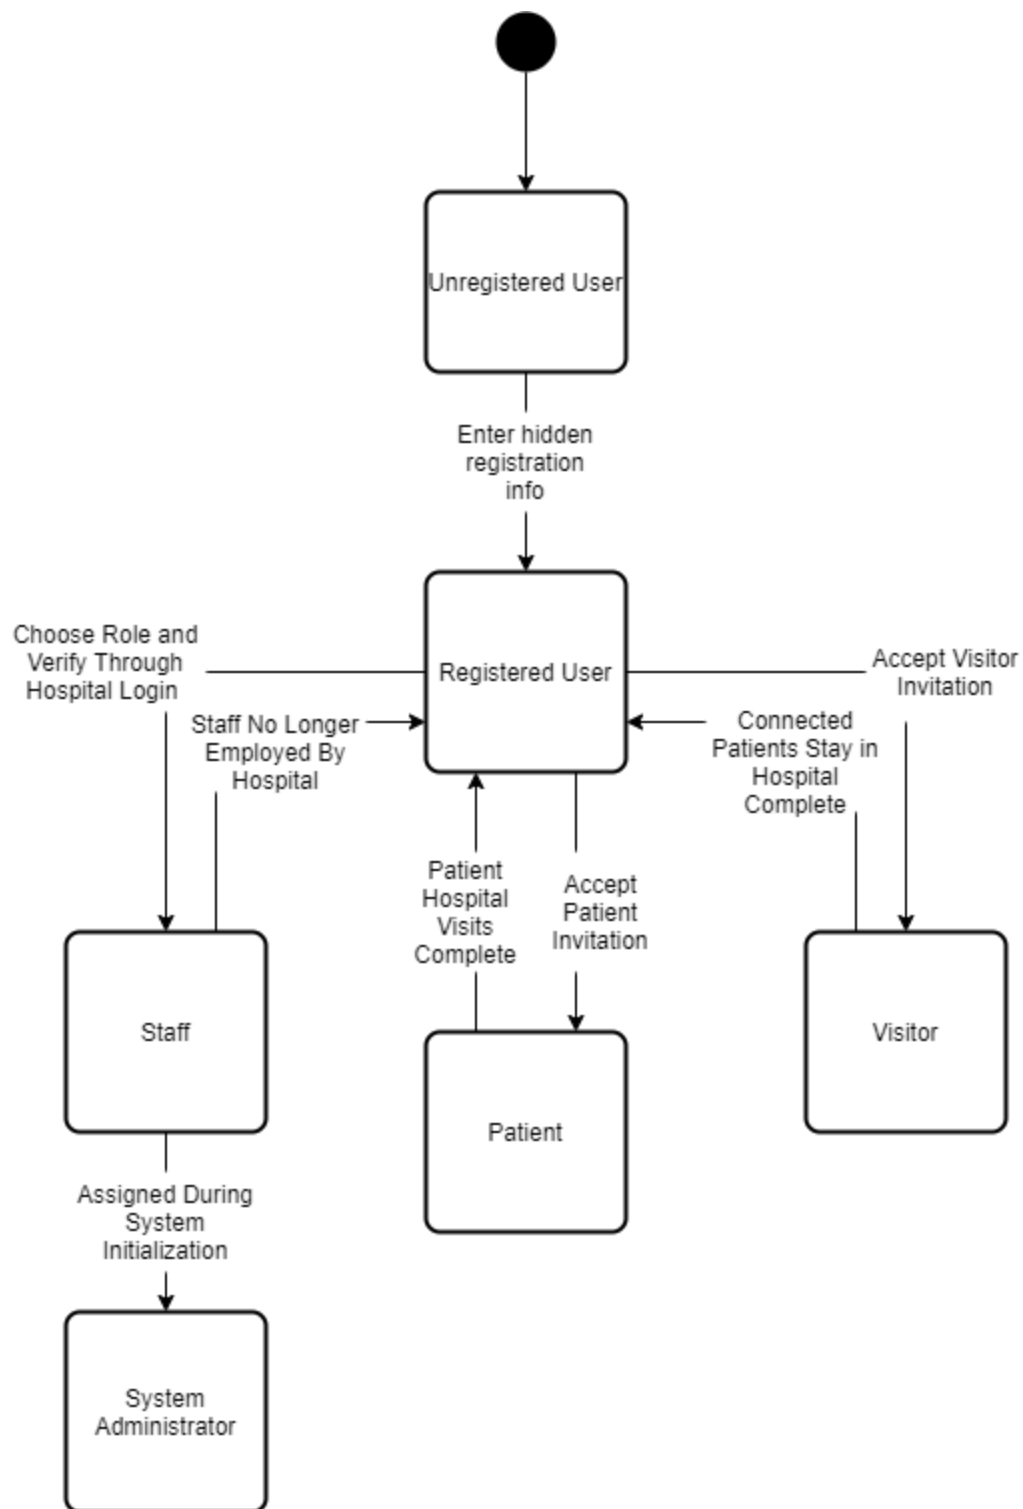 Unregistered User
Enter hidden
registration
info
Registered User
Choose Role and
Verify Through
Hospital Login
Staff No Longer
Employed By
Hospital
Accept Visitor
Invitation
Connected
Patients Stay in
Hospital
Complete
Patient
Hospital
Visits
Complete
Accept
Patient
Invitation
Staff
Patient
Visitor
Assigned During
System
Initialization
System
Administrator